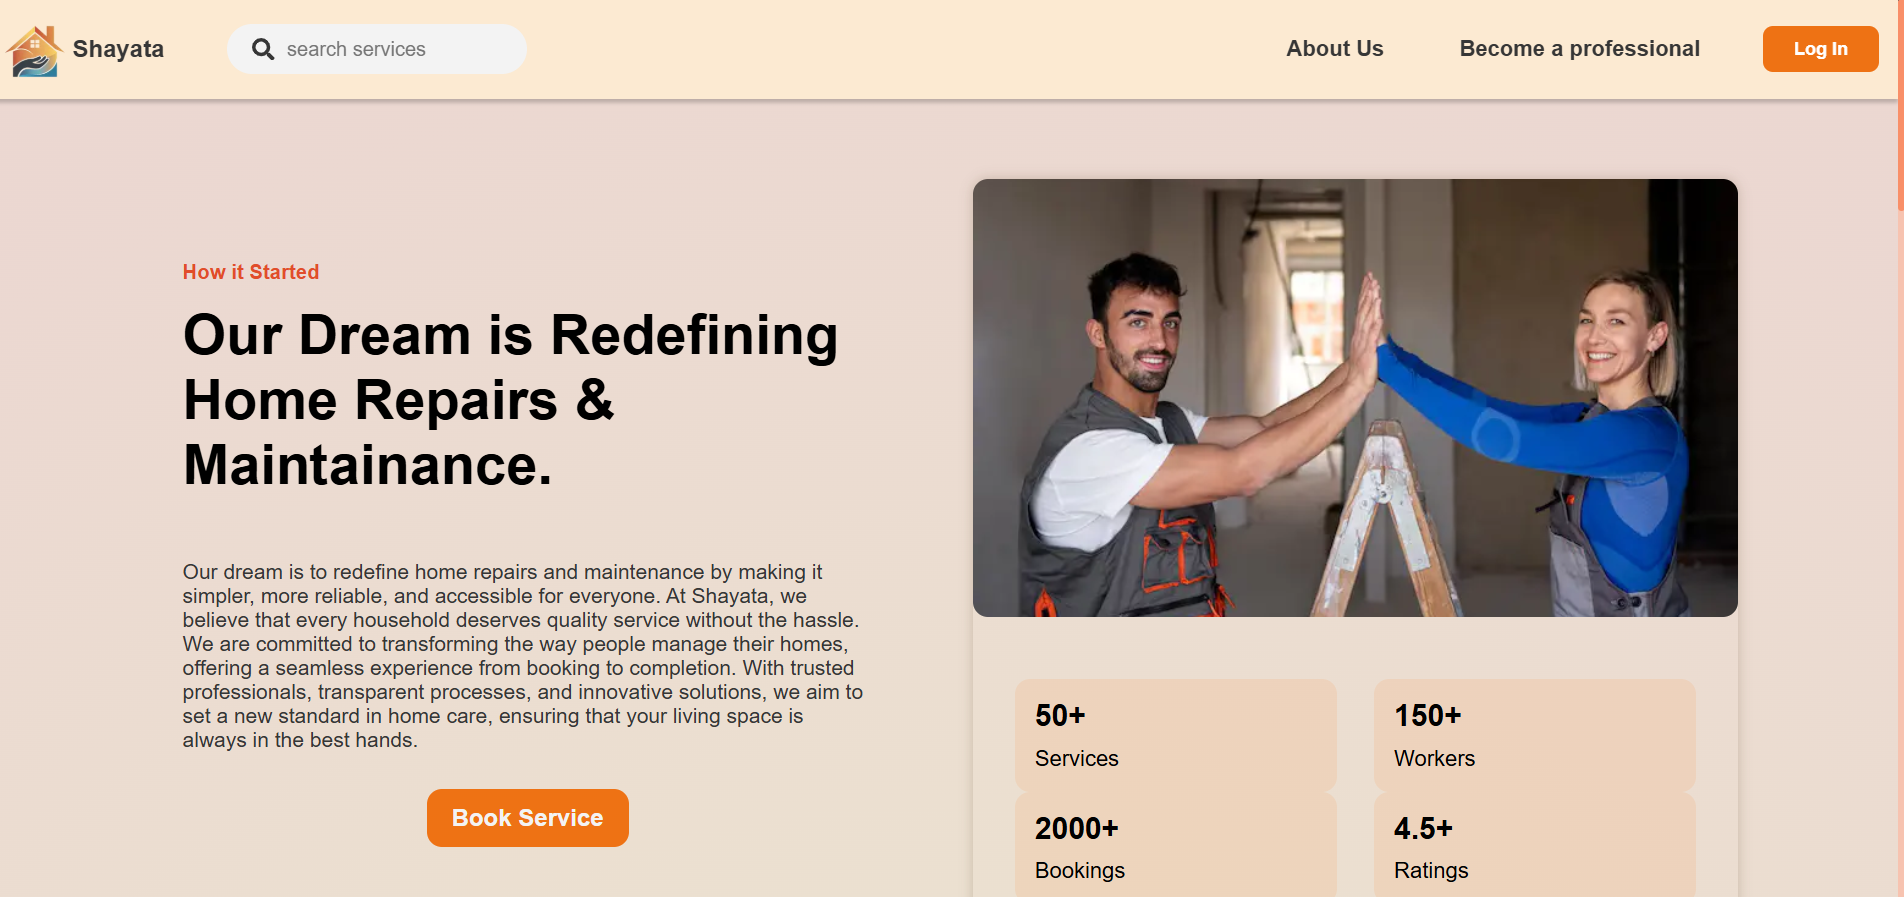 Shayata
search services
About Us
Become a professional
Log In
How it Started
Our Dream is Redefining
Home Repairs &
Maintainance.
Our dream is to redefine home repairs and maintenance by making it
simpler, more reliable, and accessible for everyone. At Shayata, we
believe that every household deserves quality service without the hassle.
We are committed to transforming the way people manage their homes,
offering a seamless experience from booking to completion. With trusted
professionals, transparent processes, and innovative solutions, we aim to
set a new standard in home care, ensuring that your living space is
always in the best hands.
Book Service
50+
Services
150+
Workers
2000+
Bookings
4.5+
Ratings